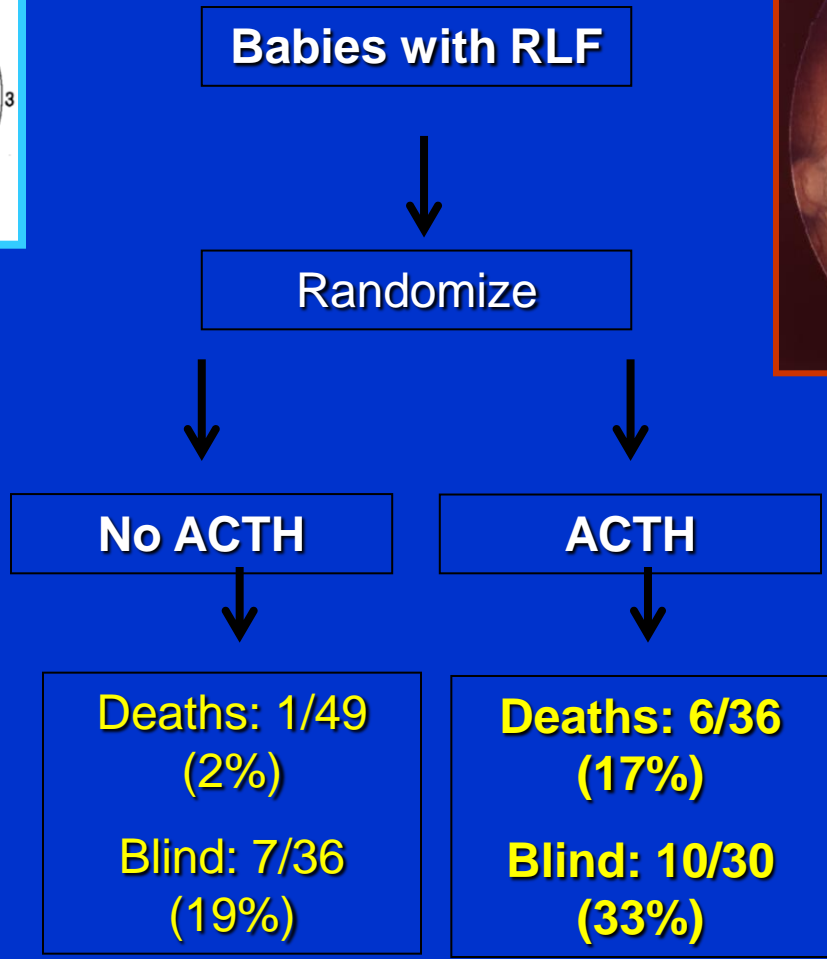 3
Babies with RLF
Randomize
No ACTH
ACTH
Deaths: 1/49
(2%)
Blind: 7/36
(19%)
Deaths: 6/36
(17%)
Blind: 10/30
(33%)